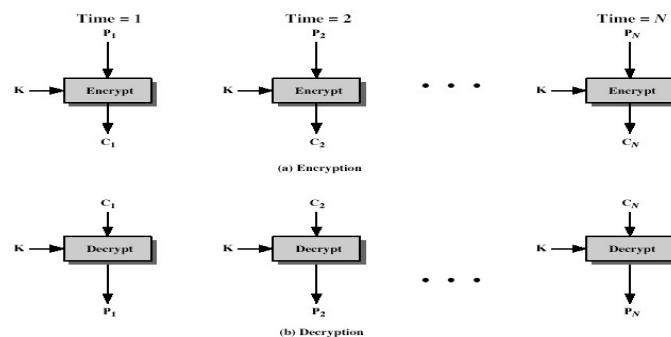 Time = 1 Time = 2 Time = N
P1 P2 PN
K Encrypt K Encrypt K Encrypt
C1 C2 CN
(a) Encryption
C1 C2 CN
K Decrypt K Decrypt K Decrypt
P1 P2 PN
(b) Decryption